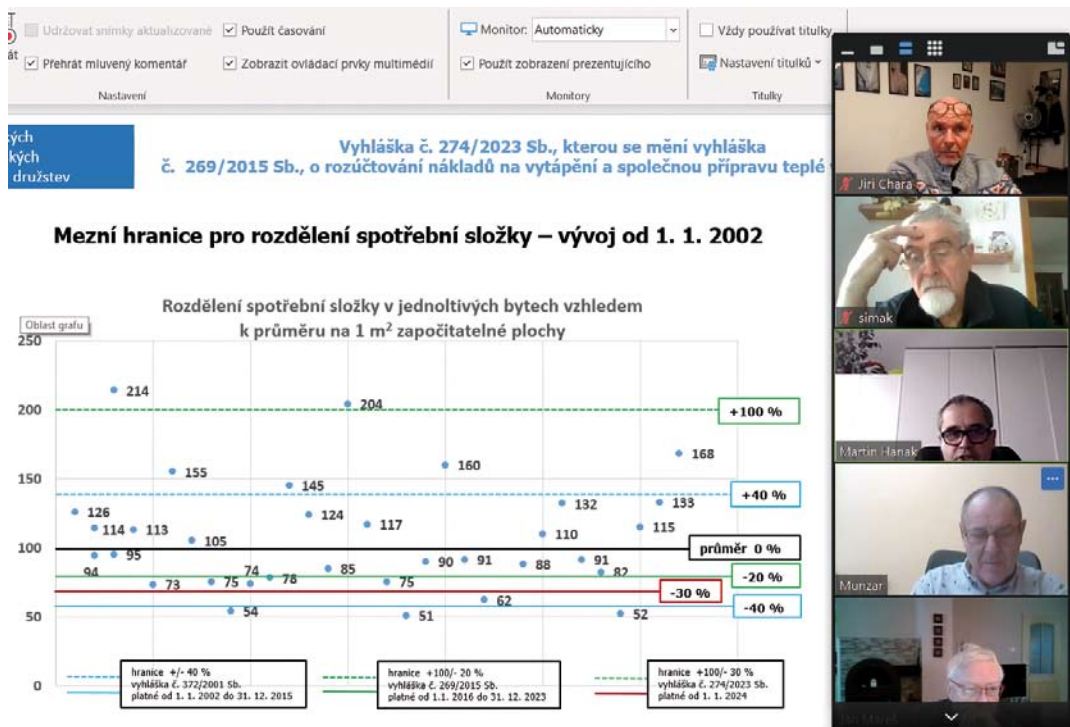 át
Udržovat snímky aktualizované
Použít časování
Přehrát mluvený komentář
Zobrazit ovládací prvky multimédií
Nastavení
Monitor:
Automaticky
Použít zobrazení prezentujícího
Monitory
Vždy používat titulky
Nastavení titulků
Titulky
ých
kých
družstev
Vyhláška č. 274/2023 Sb., kterou se mění vyhláška
č. 269/2015 Sb., o rozúčtování nákladů na vytápění a společnou přípravu teplé
Mezní hranice pro rozdělení spotřební složky – vývoj od 1. 1. 2002
Rozdělení spotřební složky v jednoltivých bytech vzhledem
k průměru na 1 m² započitatelné plochy
Oblast grafu
250
200
150
100
50
0
214
204
+100 %
155
145
160
168
+40 %
126
114
113
105
124
117
110
132
133
115
průměr 0 %
94
95
73
75
74
78
85
75
90
91
88
91
82
-20 %
-30 %
54
51
62
52
-40 %
hranice +/- 40 %
vyhláška č. 372/2001 Sb.
platné od 1. 1. 2002 do 31. 12. 2015
hranice +100/- 20 %
vyhláška č. 269/2015 Sb.
platné od 1.1. 2016 do 31. 12. 2023
hranice +100/- 30 %
vyhláška č. 274/2023 Sb.
platné od 1. 1. 2024
Jiri Chara
simak
Martin Hanak
Munzar